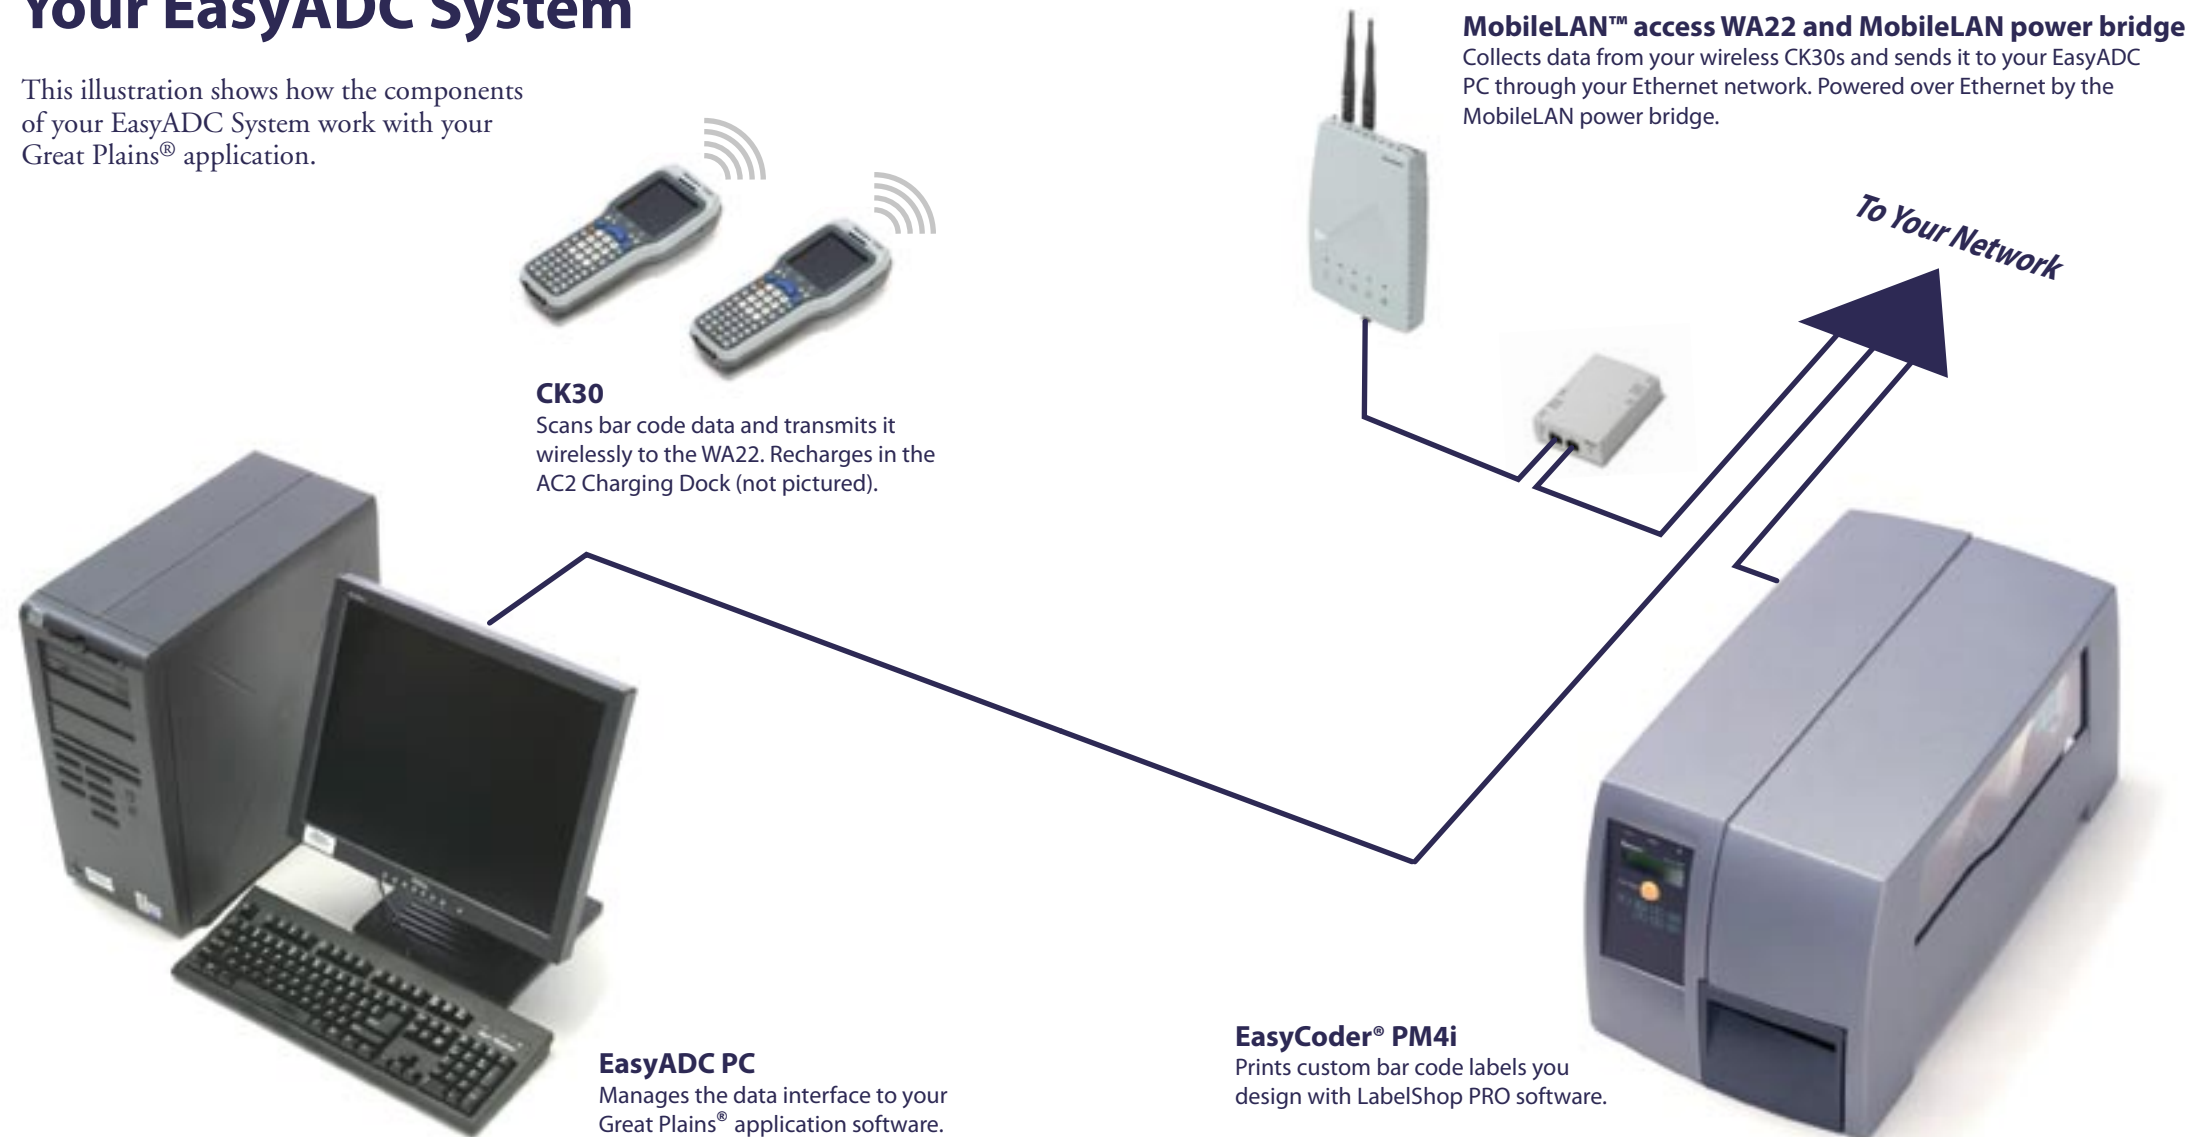 Your EasyADC System
This illustration shows how the components
of your EasyADC System work with your
Great Plains® application.
MobileLAN™ access WA22 and MobileLAN power bridge
Collects data from your wireless CK30s and sends it to your EasyADC
PC through your Ethernet network. Powered over Ethernet by the
MobileLAN power bridge.
To Your Network
CK30
Scans bar code data and transmits it
wirelessly to the WA22. Recharges in the
AC2 Charging Dock (not pictured).
EasyADC PC
Manages the data interface to your
Great Plains® application software.
EasyCoder® PM4i
Prints custom bar code labels you
design with LabelShop PRO software.